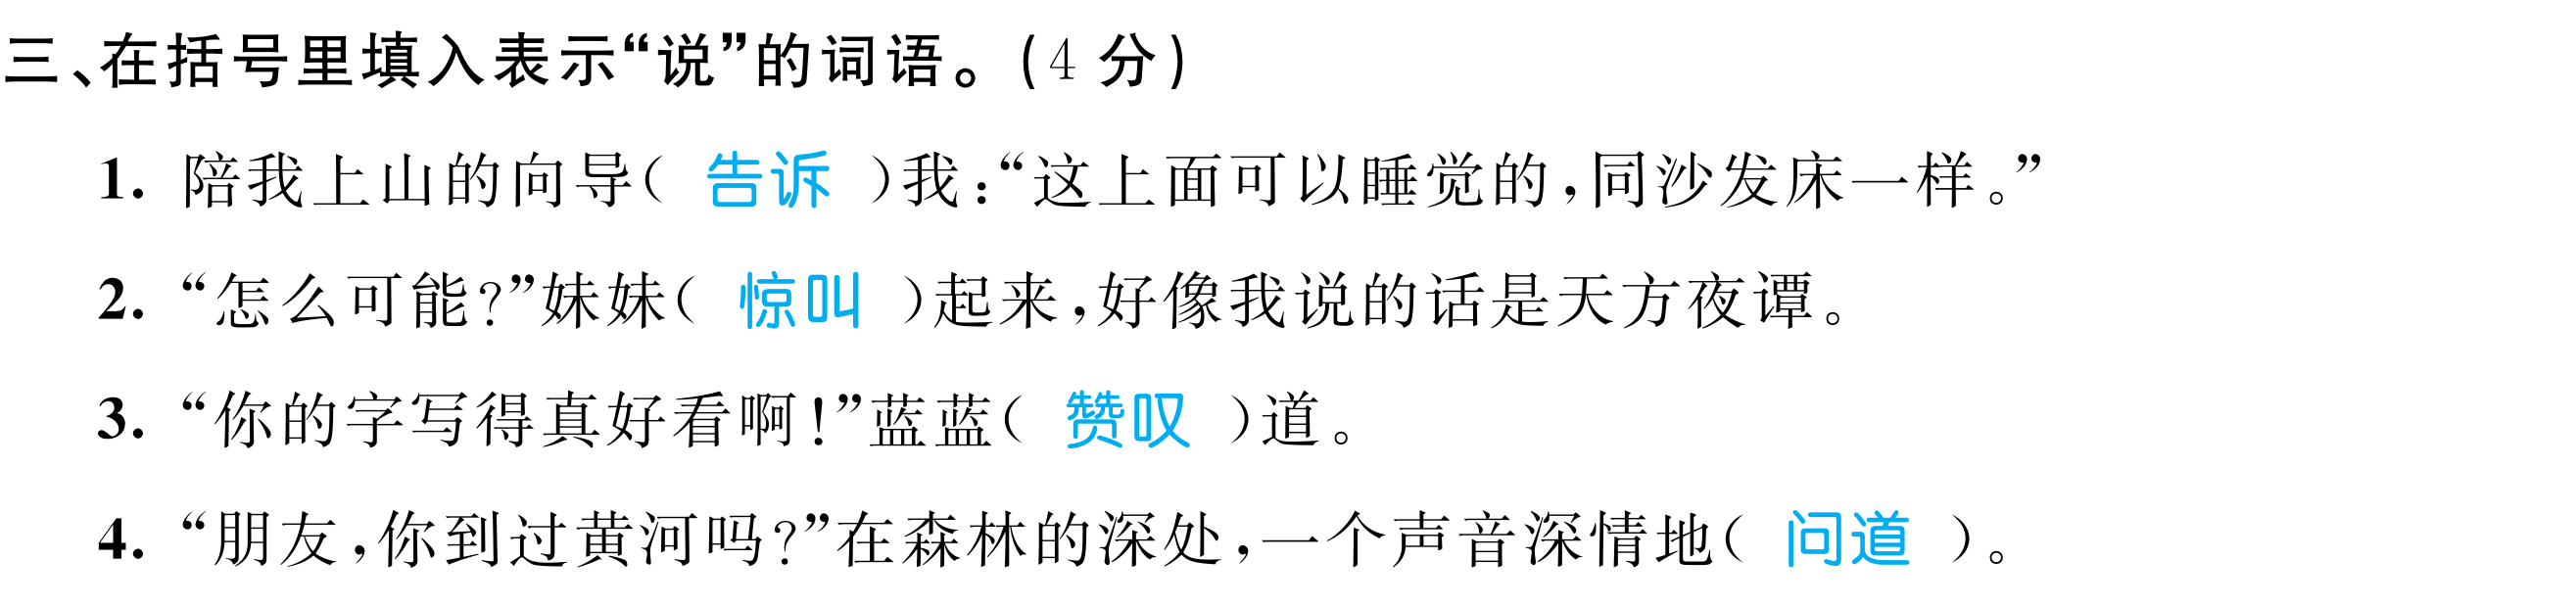 三、在括号里填入表示“说”的词语。(4 分)
1. 陪我上山的向导( 告诉 )我:“这上面可以睡觉的,同沙发床一样。”
2. “怎么可能?”妹妹( 惊叫 )起来,好像我说的话是天方夜谭。
3. “你的字写得真好看啊!”蓝蓝( 赞叹 )道。
4. “朋友,你到过黄河吗?”在森林的深处,一个声音深情地( 问道 )。